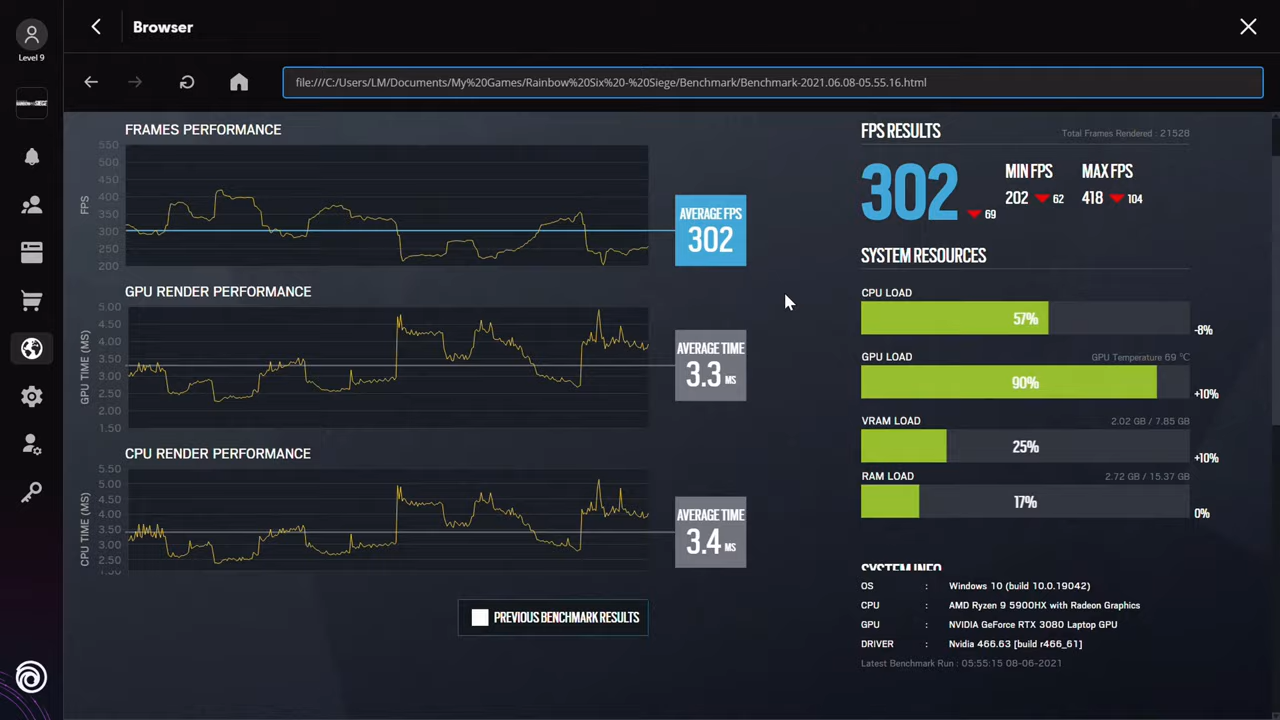 Browser
Level 9
file:///C:/Users/LM/Documents/My%20Games/Rainbow%20Six%20-%20Siege/Benchmark/Benchmark-2021.06.08-05.55.16.html
FRAMES PERFORMANCE
550
500
450
400
350
300
250
200
FPS
AVERAGE FPS
302
GPU RENDER PERFORMANCE
5.00
4.50
4.00
3.50
3.00
2.50
2.00
1.50
GPU TIME (MS)
AVERAGE TIME
3.3 MS
CPU RENDER PERFORMANCE
5.50
5.00
4.50
4.00
3.50
3.00
2.50
CPU TIME (MS)
AVERAGE TIME
3.4 MS
PREVIOUS BENCHMARK RESULTS
FPS RESULTS
Total Frames Rendered : 21528
302 69
MIN FPS
202 62
MAX FPS
418 104
SYSTEM RESOURCES
CPU LOAD
57%
-8%
GPU LOAD
GPU Temperature 69 °C
90%
+10%
VRAM LOAD
2.02 GB / 7.85 GB
25%
+10%
RAM LOAD
2.72 GB / 15.37 GB
17%
0%
SYSTEM INFO
OS : Windows 10 (build 10.0.19042)
CPU : AMD Ryzen 9 5900HX with Radeon Graphics
GPU : NVIDIA GeForce RTX 3080 Laptop GPU
DRIVER : Nvidia 466.63 [build r466_61]
Latest Benchmark Run : 05:55:15 08-06-2021